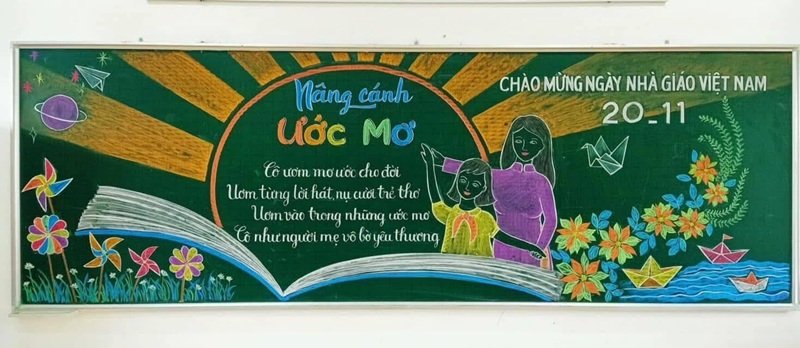 Nâng cánh
ƯỚC MƠ
Cô ươm mơ ước cho đời
Ươm từng lời hát, nụ cười trẻ thơ
Ươm vào trong những ước mơ
Cô như người mẹ vô bờ yêu thương
CHÀO MỪNG NGÀY NHÀ GIÁO VIỆT NAM
20-11